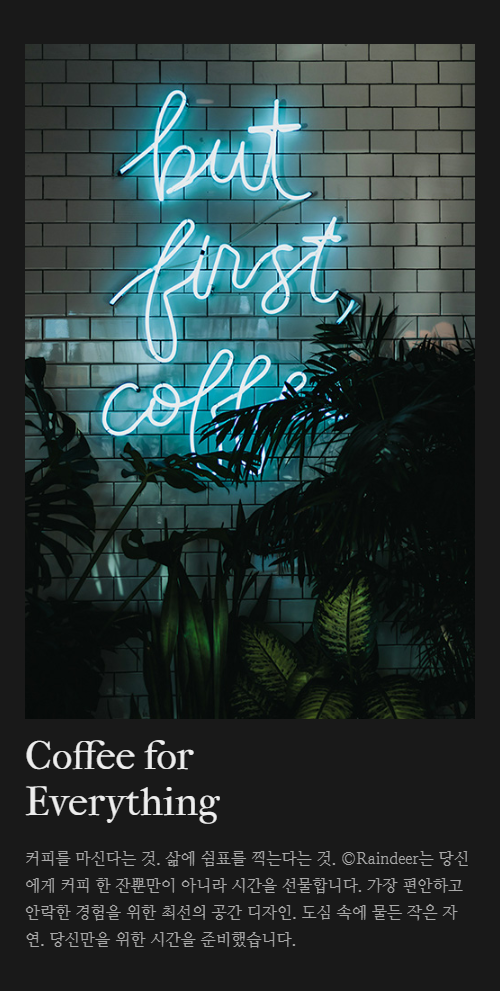 but
first,
coff
Coffee for
Everything
커피를 마신다는 것. 삶에 쉼표를 찍는다는 것. ©Raindeer는 당신
에게 커피 한 잔뿐만이 아니라 시간을 선물합니다. 가장 편안하고
안락한 경험을 위한 최선의 공간 디자인. 도심 속에 물든 작은 자
연. 당신만을 위한 시간을 준비했습니다.